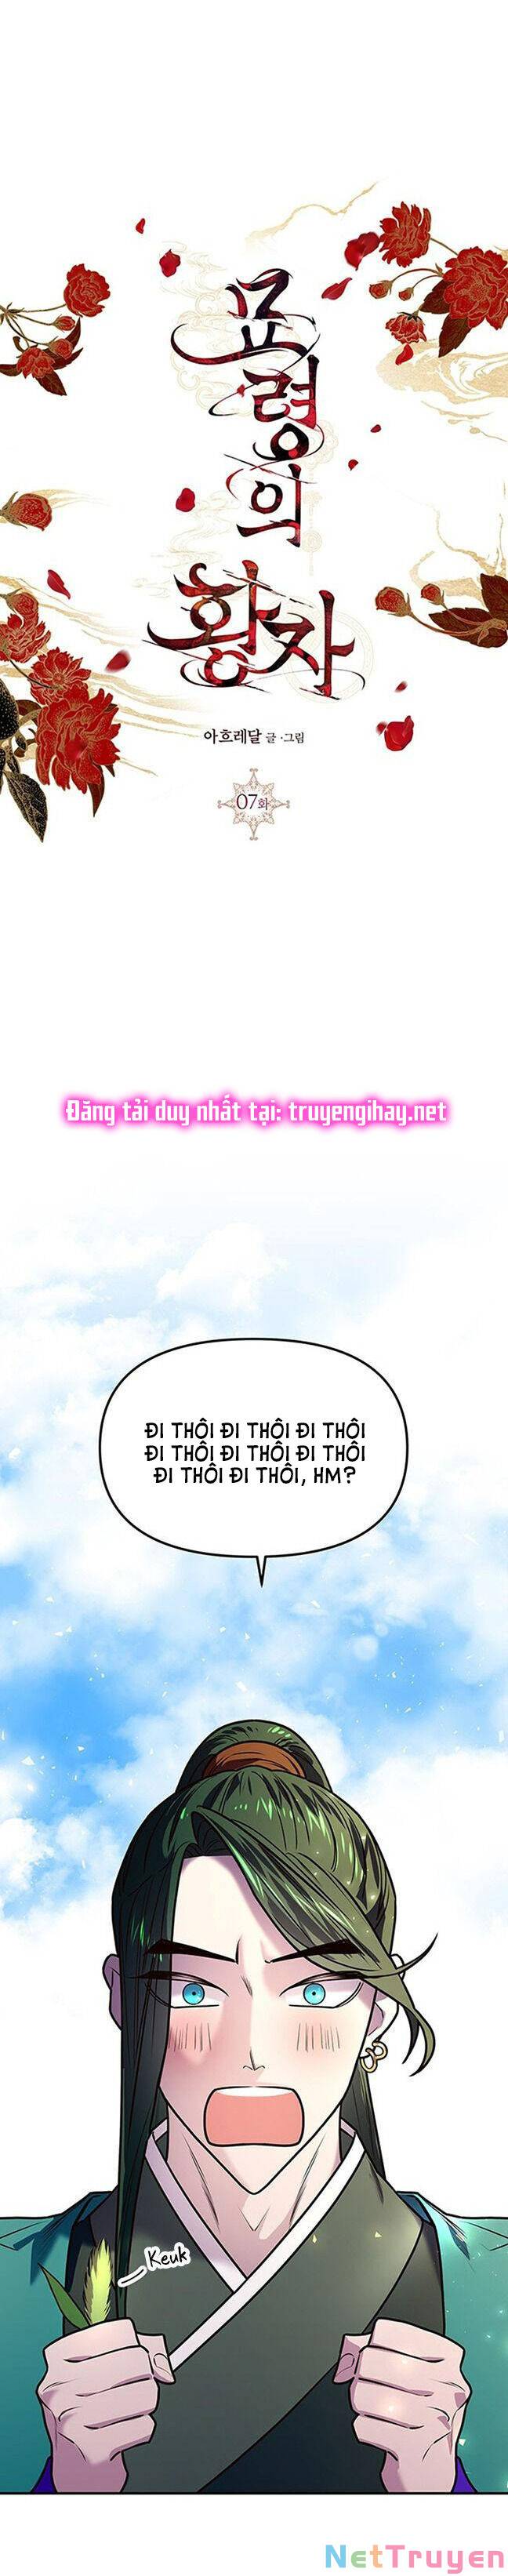 묘령의
황자
아흐레달 글·그림
07화
Đăng tải duy nhất tại: truyengihay.net
ĐI THÔI ĐI THÔI ĐI THÔI
ĐI THÔI ĐI THÔI ĐI THÔI
ĐI THÔI ĐI THÔI, HM?
Keuk
NetTruyen